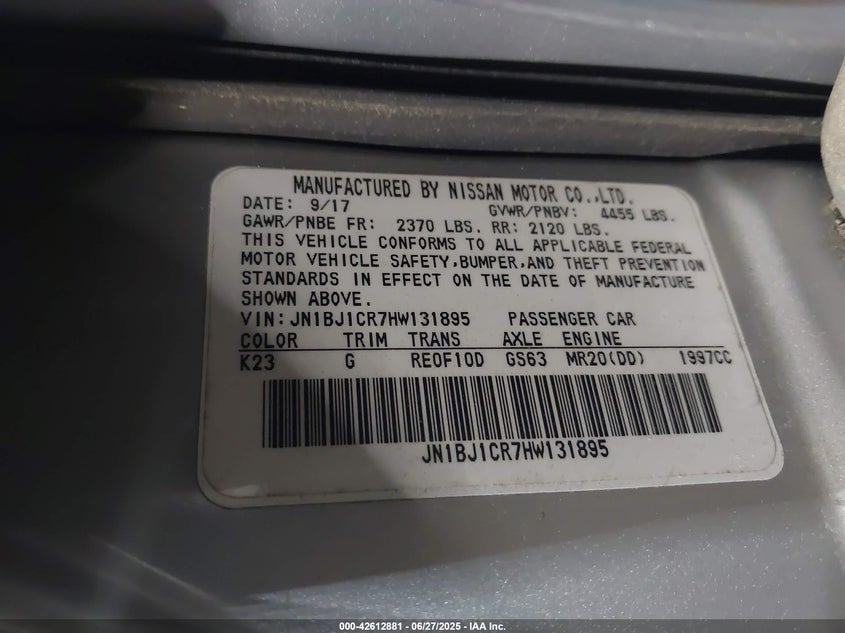 MANUFACTURED BY NISSAN MOTOR CO.,LTD.
DATE: 9/17 GVWR/PNBV: 4455 LBS.
GAWR/PNBE FR: 2370 LBS. RR: 2120 LBS.
THIS VEHICLE CONFORMS TO ALL APPLICABLE FEDERAL
MOTOR VEHICLE SAFETY,BUMPER,AND THEFT PREVENTION
STANDARDS IN EFFECT ON THE DATE OF MANUFACTURE
SHOWN ABOVE.
VIN:JN1BJ1CR7HW131895 PASSENGER CAR
COLOR TRIM TRANS AXLE ENGINE
K23 G RE0F10D GS63 MR20(DD) 1997CC
JN1BJ1CR7HW131895
000-42612881 - 06/27/2025 - IAA Inc.